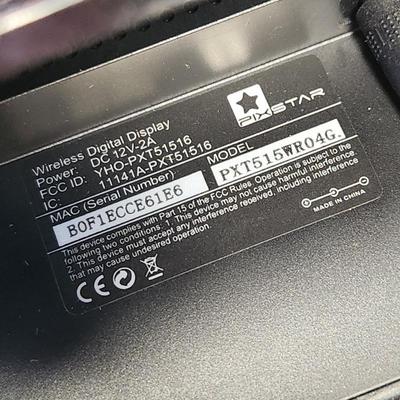 PIXSTAR
Wireless Digital Display
Power: DC 12V-2A
FCC ID: YHO-PXT51516
IC: 11141A-PXT51516
MAC (Serial Number): MODEL
B0F1ECCE61E6 PXT515WR04G.
This device complies with Part 15 of the FCC Rules. Operation is subject to the
following two conditions: 1. This device may not cause harmful interference
2. This device must accept any interference received, including interference
that may cause undesired operation.
CE
MADE IN CHINA